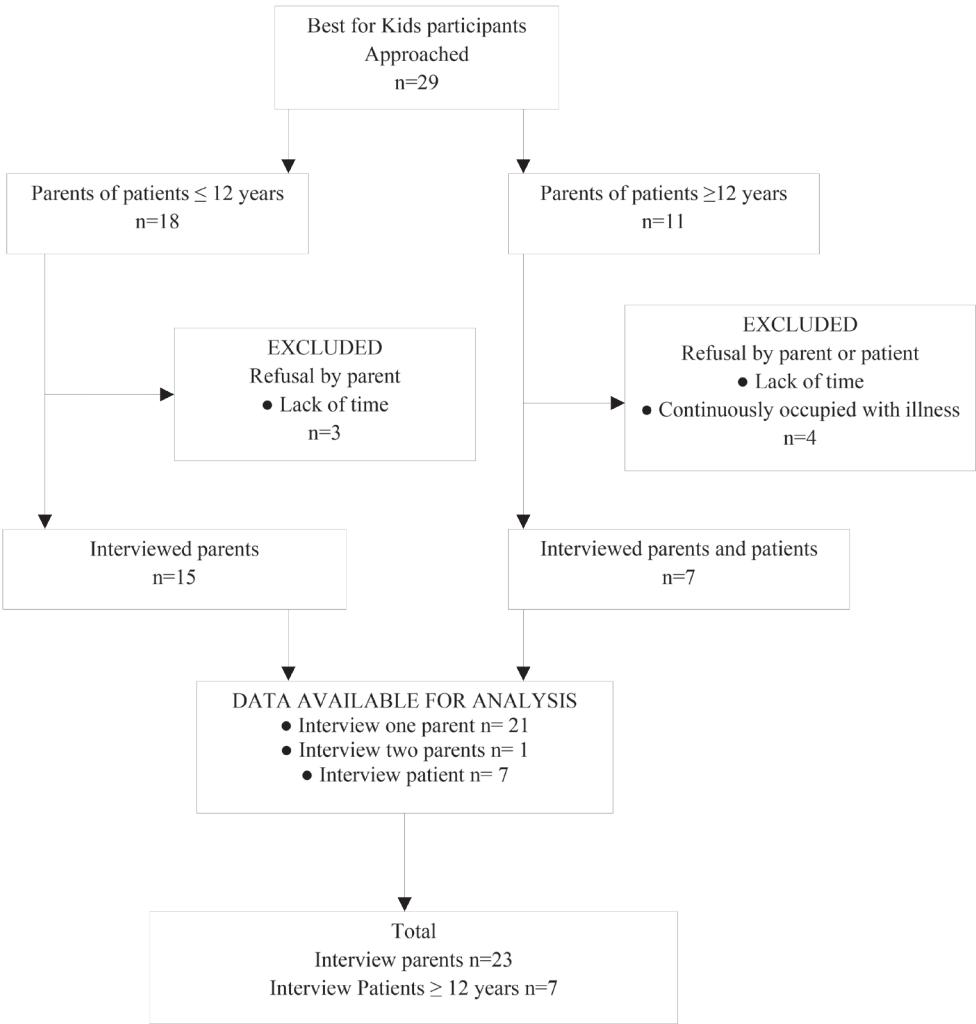 Best for Kids participants
Approached
n=29
Parents of patients ≤ 12 years
n=18
Parents of patients ≥12 years
n=11
EXCLUDED
Refusal by parent
● Lack of time
n=3
EXCLUDED
Refusal by parent or patient
● Lack of time
● Continuously occupied with illness
n=4
Interviewed parents
n=15
Interviewed parents and patients
n=7
DATA AVAILABLE FOR ANALYSIS
● Interview one parent n= 21
● Interview two parents n= 1
● Interview patient n= 7
Total
Interview parents n=23
Interview Patients ≥ 12 years n=7